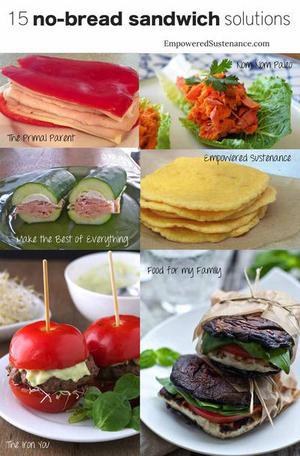 15 no-bread sandwich solutions
EmpoweredSustenance.com
Nom Nom Paleo
The Primal Parent
Empowered Sustenance
Make the Best of Everything
Food for my Family
The Iron You